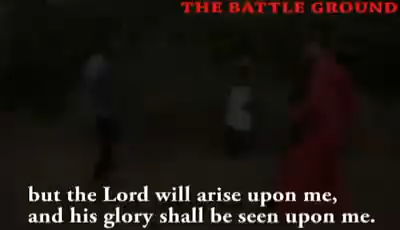 THE BATTLE GROUND
but the Lord will arise upon me,
and his glory shall be seen upon me.